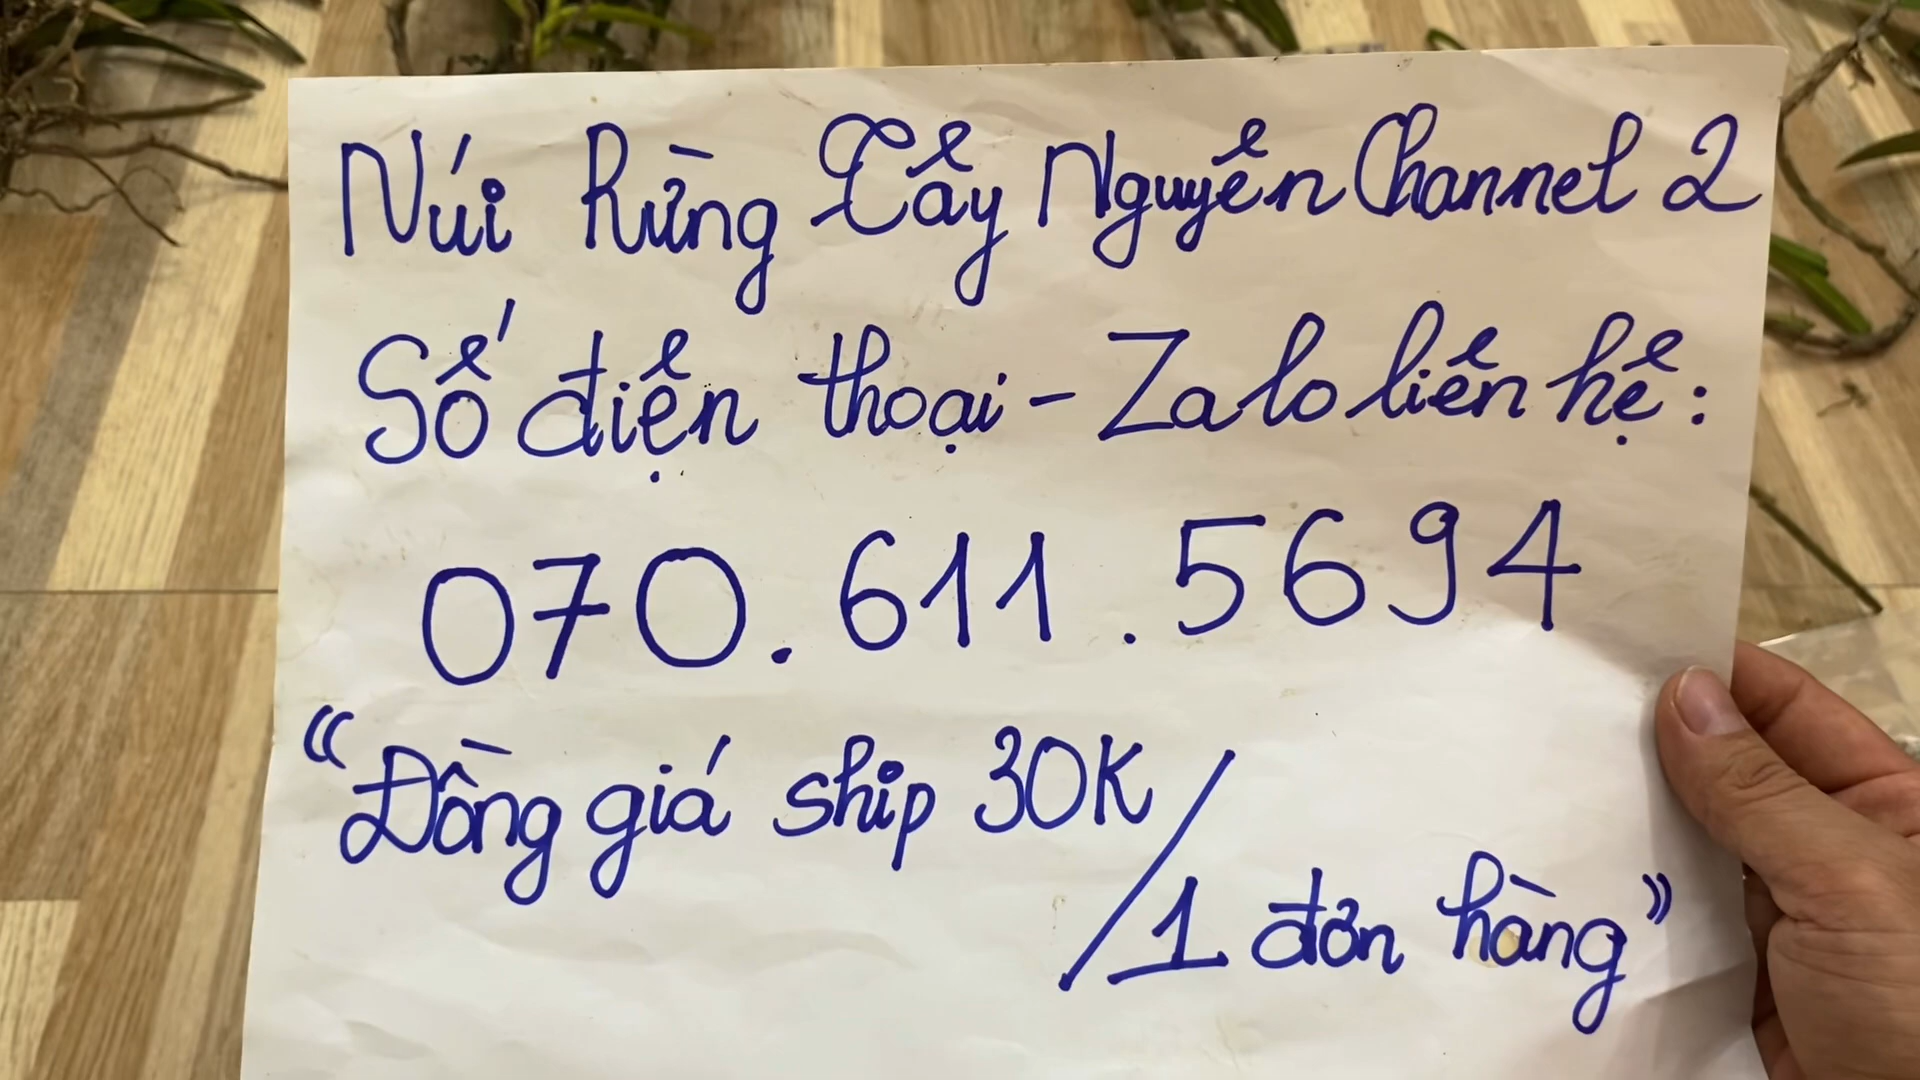 Núi Rừng Tây Nguyên Channel 2
Số điện thoại - Zalo liên hệ:
070.611.5694
“Đồng giá ship 30K
/1 đơn hàng”